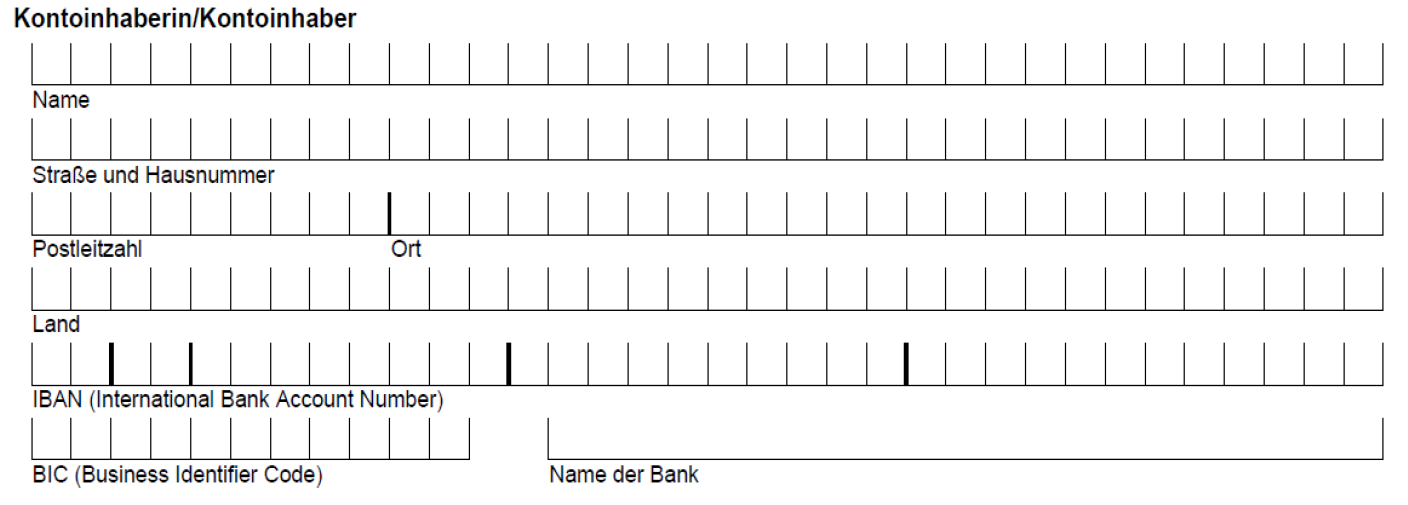 Kontoinhaberin/Kontoinhaber
Name
Straße und Hausnummer
Postleitzahl Ort
Land
IBAN (International Bank Account Number)
BIC (Business Identifier Code) Name der Bank